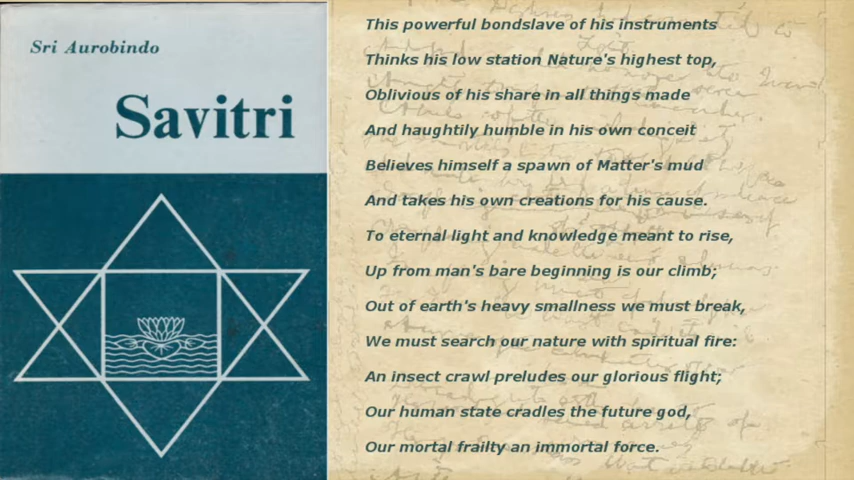 Sri Aurobindo
Savitri
This powerful bondslave of his instruments
Thinks his low station Nature's highest top,
Oblivious of his share in all things made
And haughtily humble in his own conceit
Believes himself a spawn of Matter's mud
And takes his own creations for his cause.
To eternal light and knowledge meant to rise,
Up from man's bare beginning is our climb;
Out of earth's heavy smallness we must break,
We must search our nature with spiritual fire:
An insect crawl preludes our glorious flight;
Our human state cradles the future god,
Our mortal frailty an immortal force.